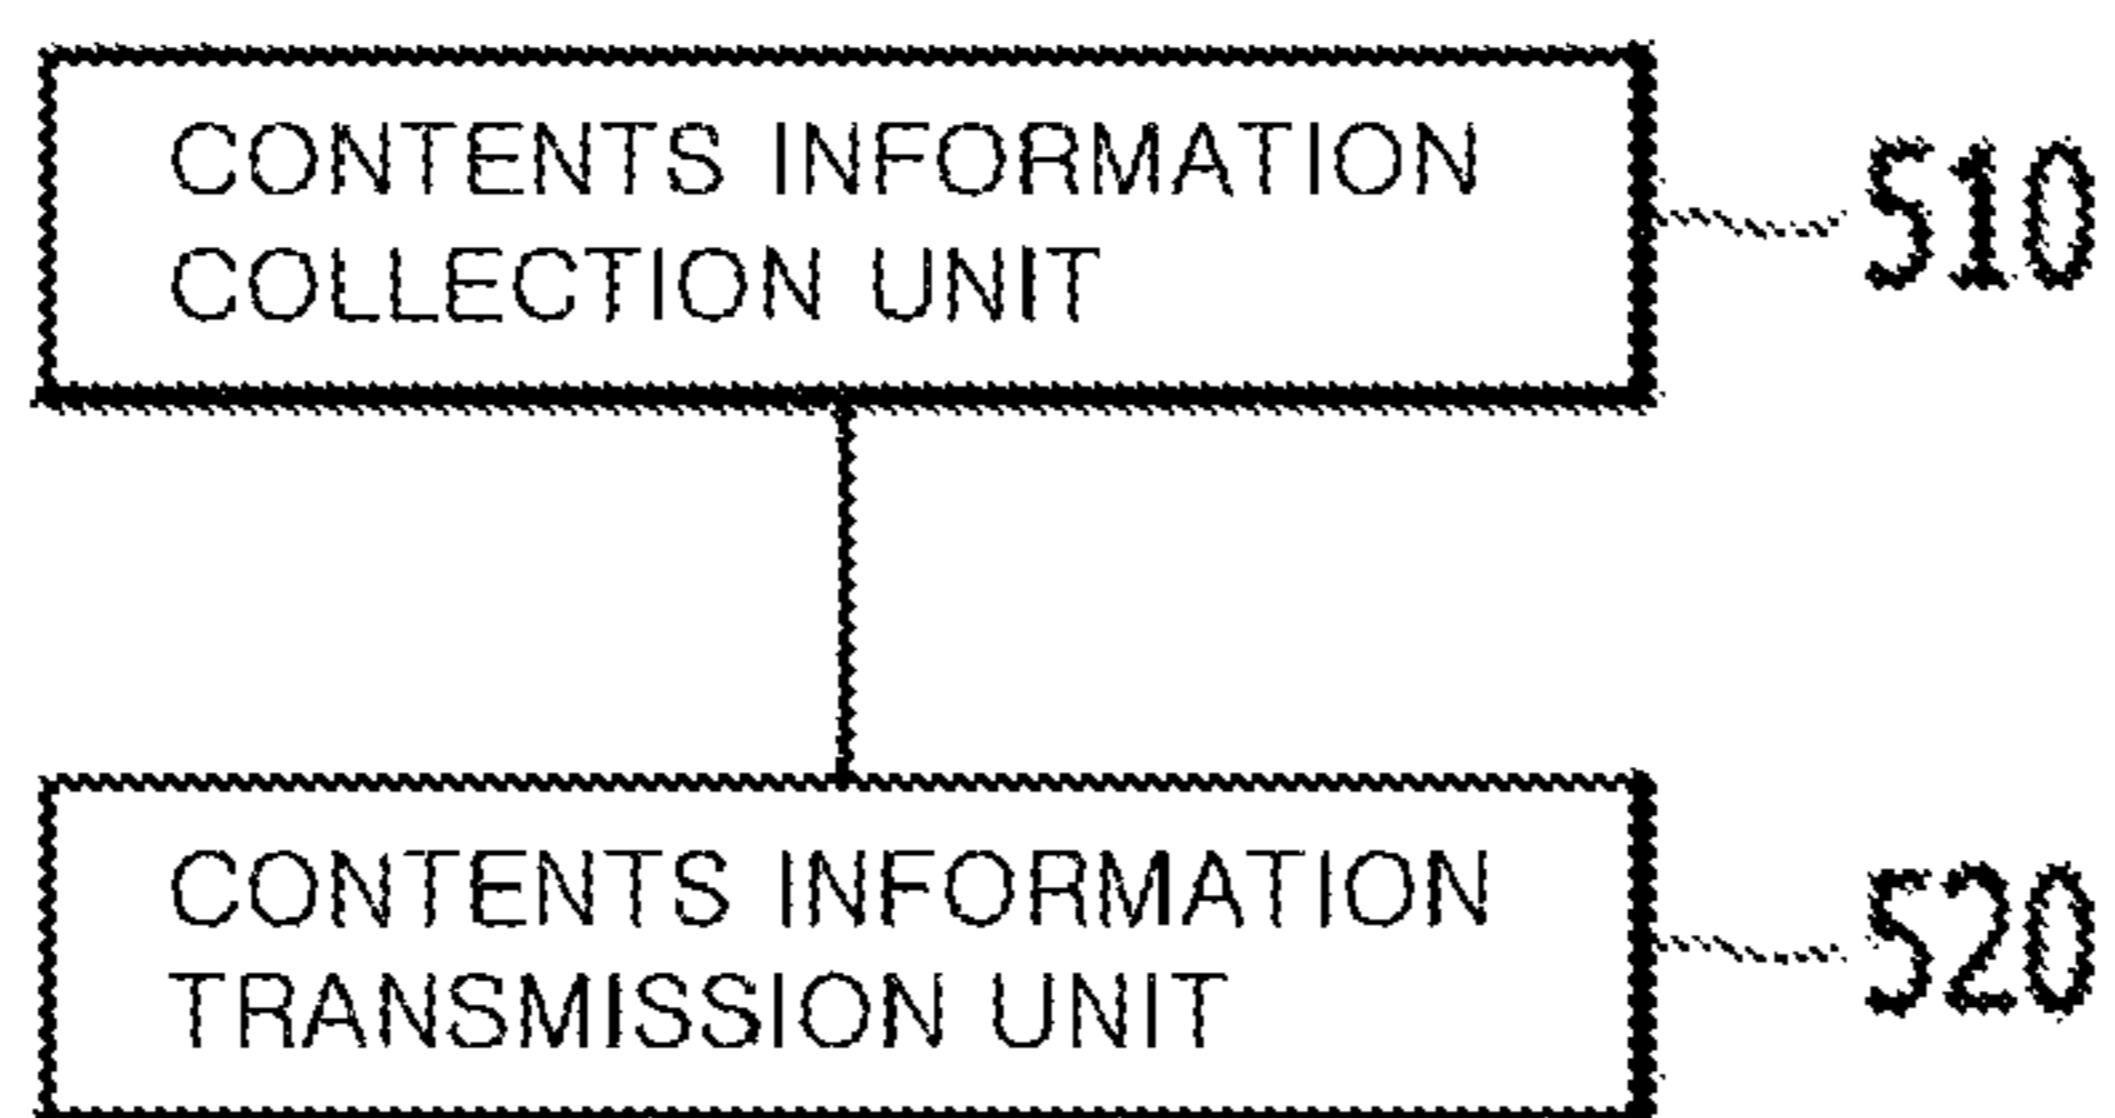 CONTENTS INFORMATION
COLLECTION UNIT
510
CONTENTS INFORMATION
TRANSMISSION UNIT
520